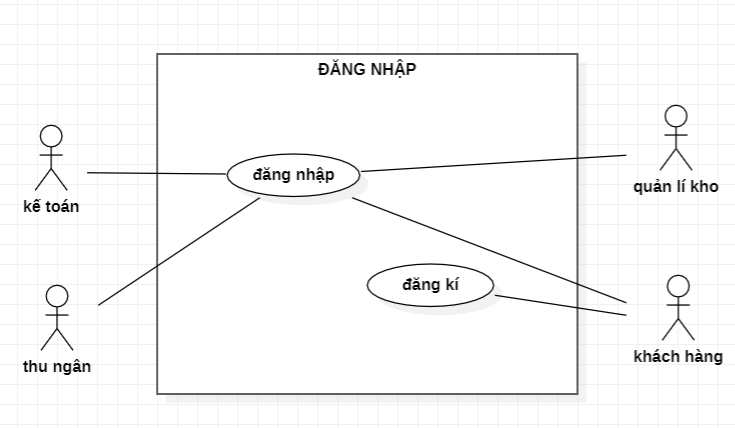 ĐĂNG NHẬP
đăng nhập
kế toán
quản lí kho
đăng kí
thu ngân
khách hàng